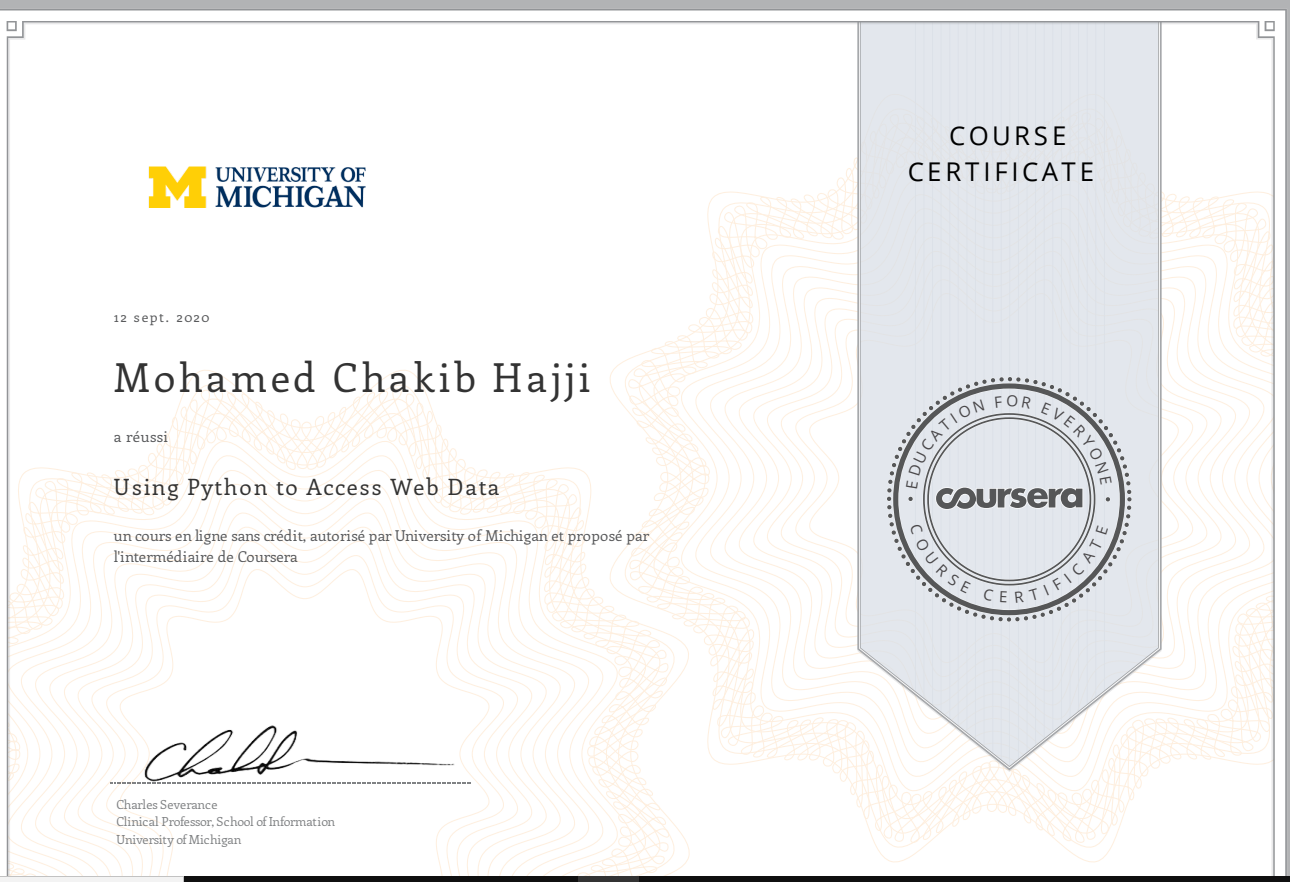 COURSE
CERTIFICATE
UNIVERSITY OF
MICHIGAN
12 sept. 2020
Mohamed Chakib Hajji
a réussi
Using Python to Access Web Data
un cours en ligne sans crédit, autorisé par University of Michigan et proposé par
l'intermédiaire de Coursera
EDUCATION FOR EVERYONE
coursera
COURSE CERTIFICATE
Charles Severance
Clinical Professor, School of Information
University of Michigan